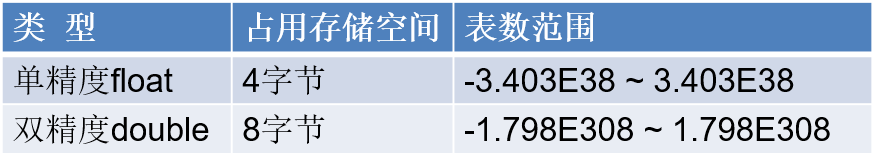 类 型 占用存储空间 表数范围
单精度float 4字节 -3.403E38 ~ 3.403E38
双精度double 8字节 -1.798E308 ~ 1.798E308